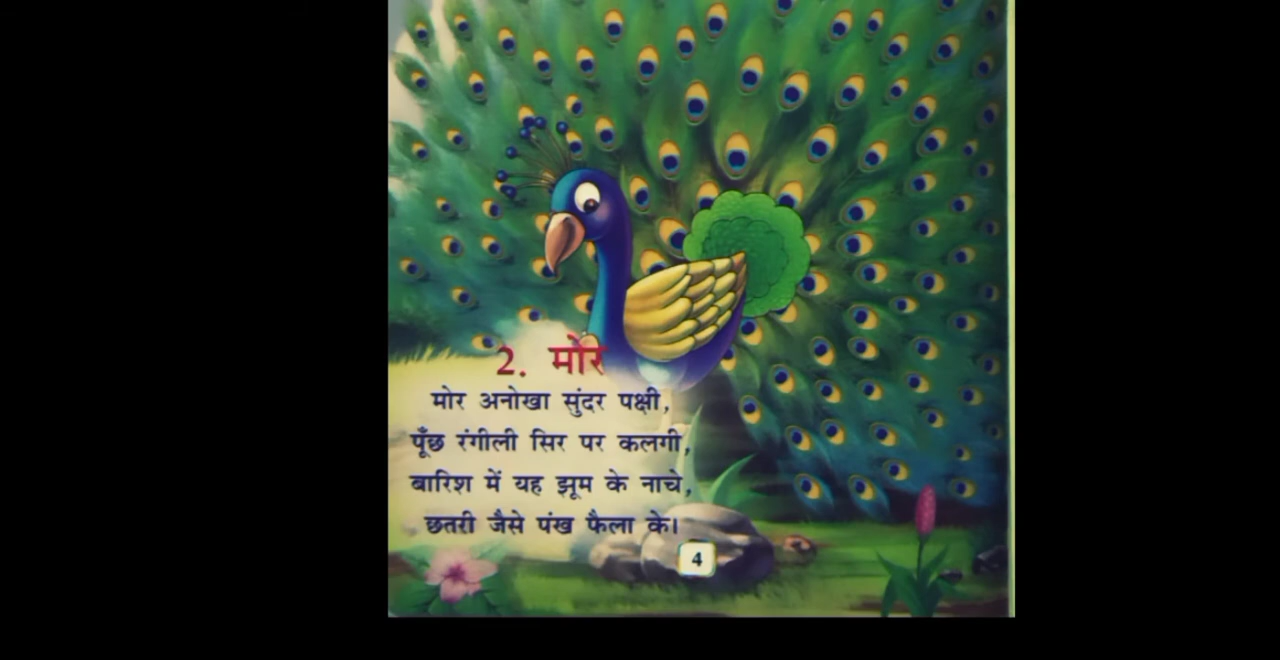 2. मोर
मोर अनोखा सुंदर पक्षी,
पूँछ रंगीली सिर पर कलगी,
बारिश में यह झूम के नाचे,
छतरी जैसे पंख फैला के।
4